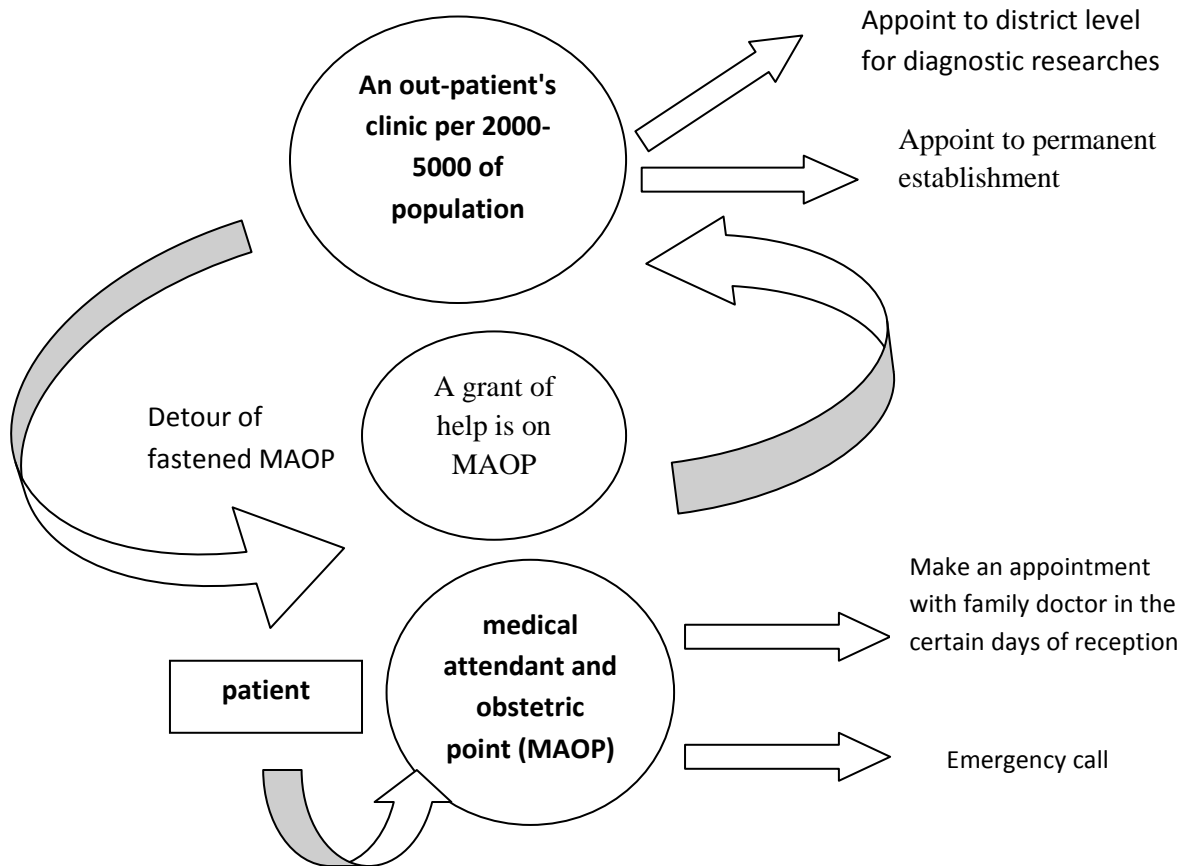 An out-patient's
clinic per 2000-
5000 of
population
Appoint to district level
for diagnostic researches
Appoint to permanent
establishment
Detour of
fastened MAOP
A grant of
help is on
MAOP
patient
medical
attendant and
obstetric
point (MAOP)
Make an appointment
with family doctor in the
certain days of reception
Emergency call